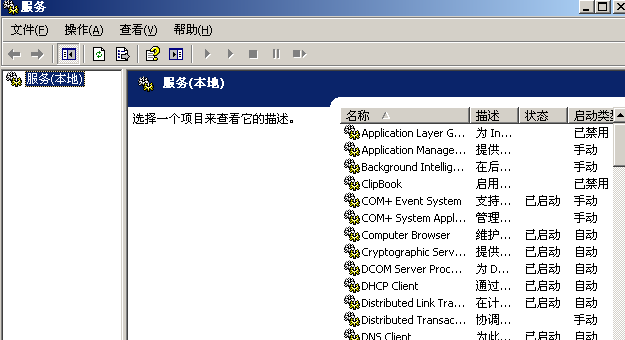 服务
文件(F) 操作(A) 查看(V) 帮助(H)
服务(本地)
服务(本地)
选择一个项目来查看它的描述。
名称 描述 状态 启动类
Application Layer G... 为 In... 已禁用
Application Manage... 提供... 手动
Background Intellig... 在后... 手动
ClipBook 启用... 已禁用
COM+ Event System 支持... 已启动 手动
COM+ System Appl... 管理... 手动
Computer Browser 维护... 已启动 自动
Cryptographic Serv... 提供... 已启动 自动
DCOM Server Proc... 为 D... 已启动 自动
DHCP Client 通过... 已启动 自动
Distributed Link Tra... 在计... 已启动 自动
Distributed Transac... 协调... 手动
DNS Client 为此... 已启动 自动